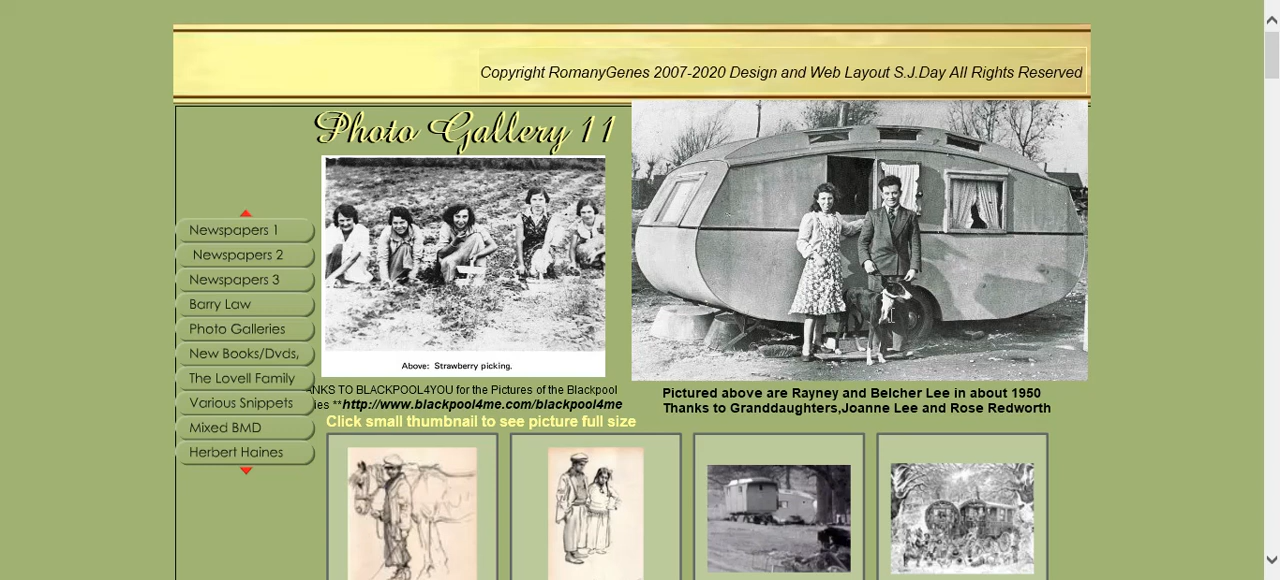 Copyright RomanyGenes 2007-2020 Design and Web Layout S.J.Day All Rights Reserved
Photo Gallery 11
Newspapers 1
Newspapers 2
Newspapers 3
Barry Law
Photo Galleries
New Books/Dvds,
The Lovell Family
Various Snippets
Mixed BMD
Herbert Haines
Above: Strawberry picking.
TO BLACKPOOL4YOU for the Pictures of the Blackpool
**http://www.blackpool4me.com/blackpool4me
Click small thumbnail to see picture full size
Pictured above are Rayney and Belcher Lee in about 1950
Thanks to Granddaughters,Joanne Lee and Rose Redworth